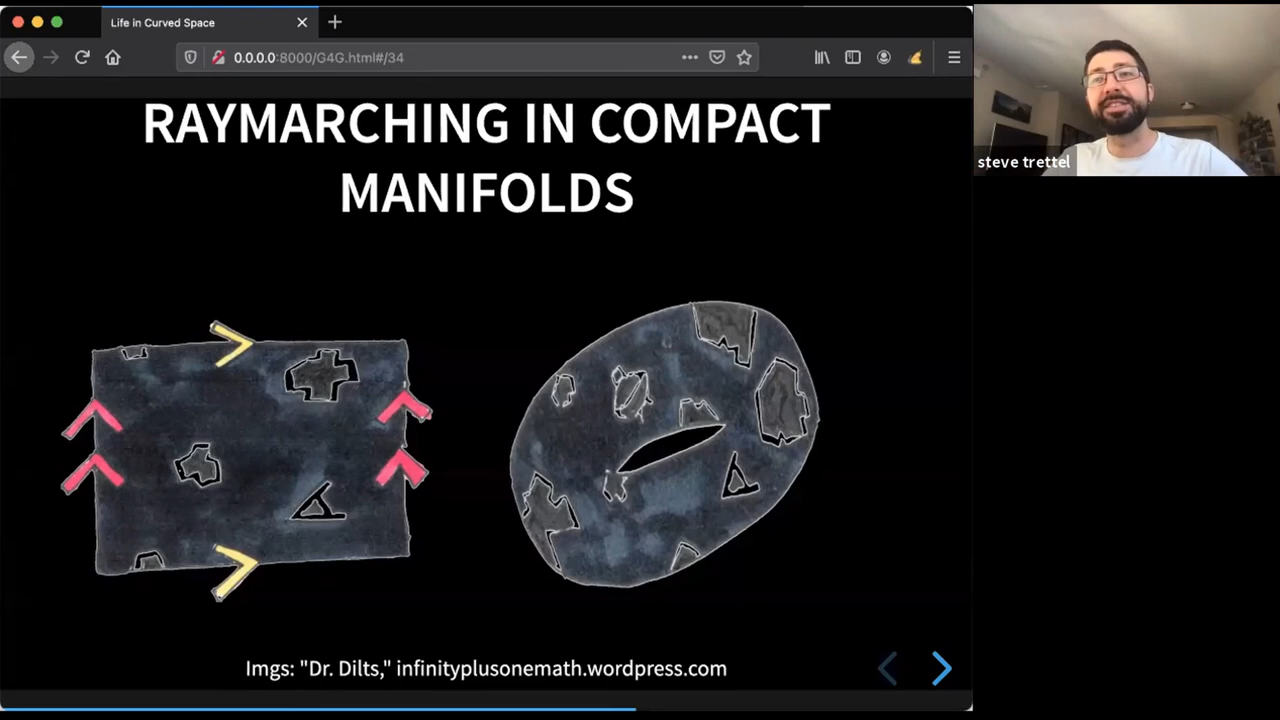 Life in Curved Space
0.0.0.0:8000/G4G.html#/34
steve trettel
RAYMARCHING IN COMPACT
MANIFOLDS
Imgs: "Dr. Dilts," infinityplusonemath.wordpress.com